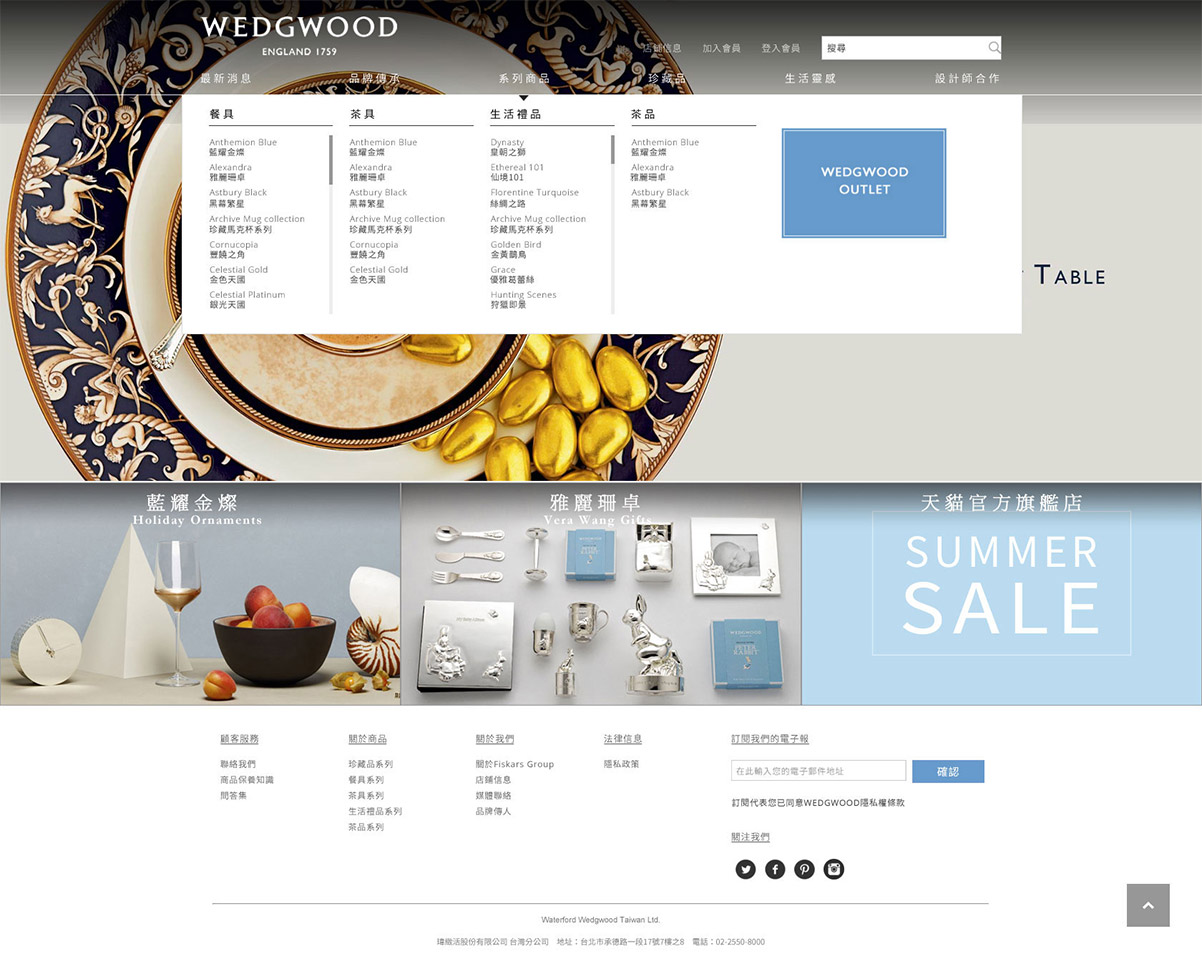 WEDGWOOD
ENGLAND 1759
店鋪信息 加入會員 登入會員 搜尋
最新消息 品牌傳承 系列商品 珍藏品 生活靈感 設計師合作
餐具
Anthemion Blue
藍耀金燦
Alexandra
雅麗珊卓
Astbury Black
黑幕繁星
Archive Mug collection
珍藏馬克杯系列
Cornucopia
豐饒之角
Celestial Gold
金色天國
Celestial Platinum
銀光天國
茶具
Anthemion Blue
藍耀金燦
Alexandra
雅麗珊卓
Astbury Black
黑幕繁星
Archive Mug collection
珍藏馬克杯系列
Cornucopia
豐饒之角
Celestial Gold
金色天國
生活禮品
Dynasty
皇朝之獅
Ethereal 101
仙境101
Florentine Turquoise
絲綢之路
Archive Mug collection
珍藏馬克杯系列
Golden Bird
金黃鸝鳥
Grace
優雅葛蕾絲
Hunting Scenes
狩獵即景
茶品
Anthemion Blue
藍耀金燦
Alexandra
雅麗珊卓
Astbury Black
黑幕繁星
WEDGWOOD
OUTLET
TABLE
藍耀金燦
Holiday Ornaments
雅麗珊卓
Vera Wang Gifts
WEDGWOOD
PETER
RABBIT
天貓官方旗艦店
SUMMER
SALE
顧客服務
聯絡我們
商品保養知識
問答集
關於商品
珍藏品系列
餐具系列
茶具系列
生活禮品系列
茶品系列
關於我們
關於Fiskars Group
店鋪信息
媒體聯絡
品牌傳人
法律信息
隱私政策
訂閱我們的電子報
在此輸入您的電子郵件地址 確認
訂閱代表您已同意WEDGWOOD隱私權條款
關注我們
Waterford Wedgwood Taiwan Ltd.
瑋緻活股份有限公司 台灣分公司 地址：台北市承德路一段17號7樓之8 電話：02-2550-8000